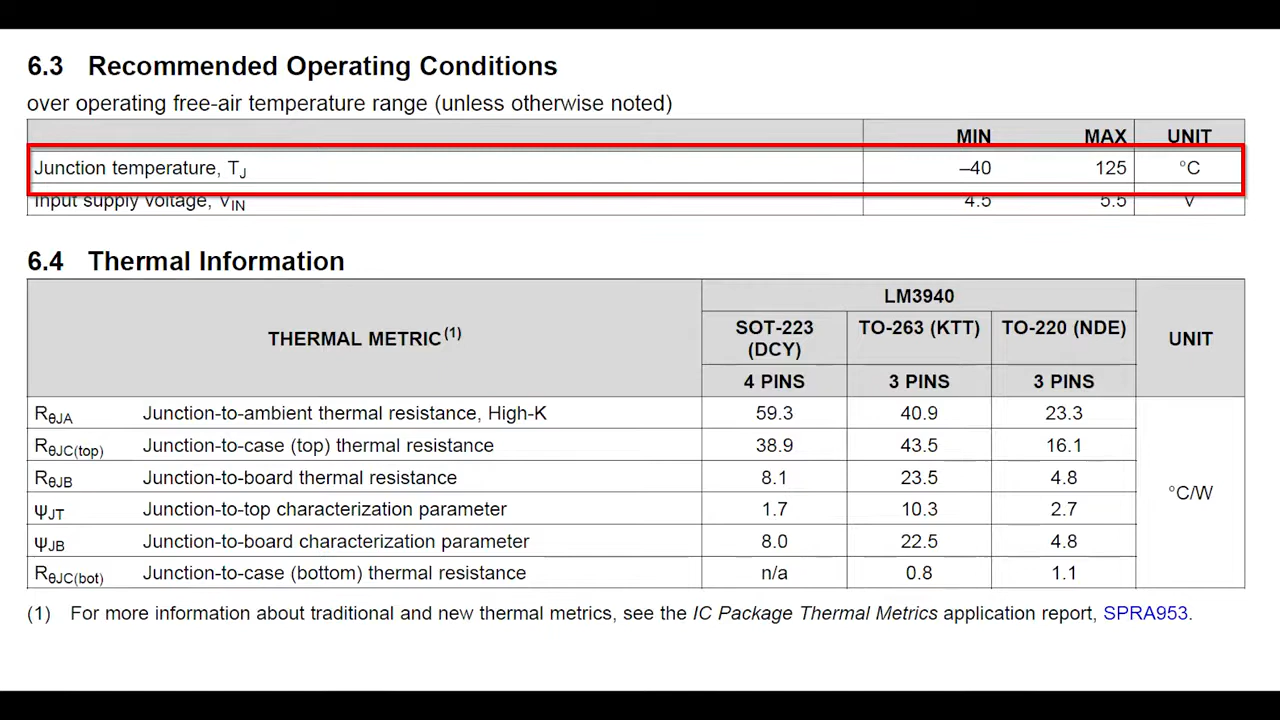 6.3 Recommended Operating Conditions
over operating free-air temperature range (unless otherwise noted)
MIN MAX UNIT
Junction temperature, TJ –40 125 °C
Input supply voltage, VIN 4.5 5.5 V
6.4 Thermal Information
THERMAL METRIC(1) LM3940 UNIT
SOT-223 (DCY) TO-263 (KTT) TO-220 (NDE)
4 PINS 3 PINS 3 PINS
RθJA Junction-to-ambient thermal resistance, High-K 59.3 40.9 23.3 °C/W
RθJC(top) Junction-to-case (top) thermal resistance 38.9 43.5 16.1
RθJB Junction-to-board thermal resistance 8.1 23.5 4.8
ψJT Junction-to-top characterization parameter 1.7 10.3 2.7
ψJB Junction-to-board characterization parameter 8.0 22.5 4.8
RθJC(bot) Junction-to-case (bottom) thermal resistance n/a 0.8 1.1
(1) For more information about traditional and new thermal metrics, see the IC Package Thermal Metrics application report, SPRA953.